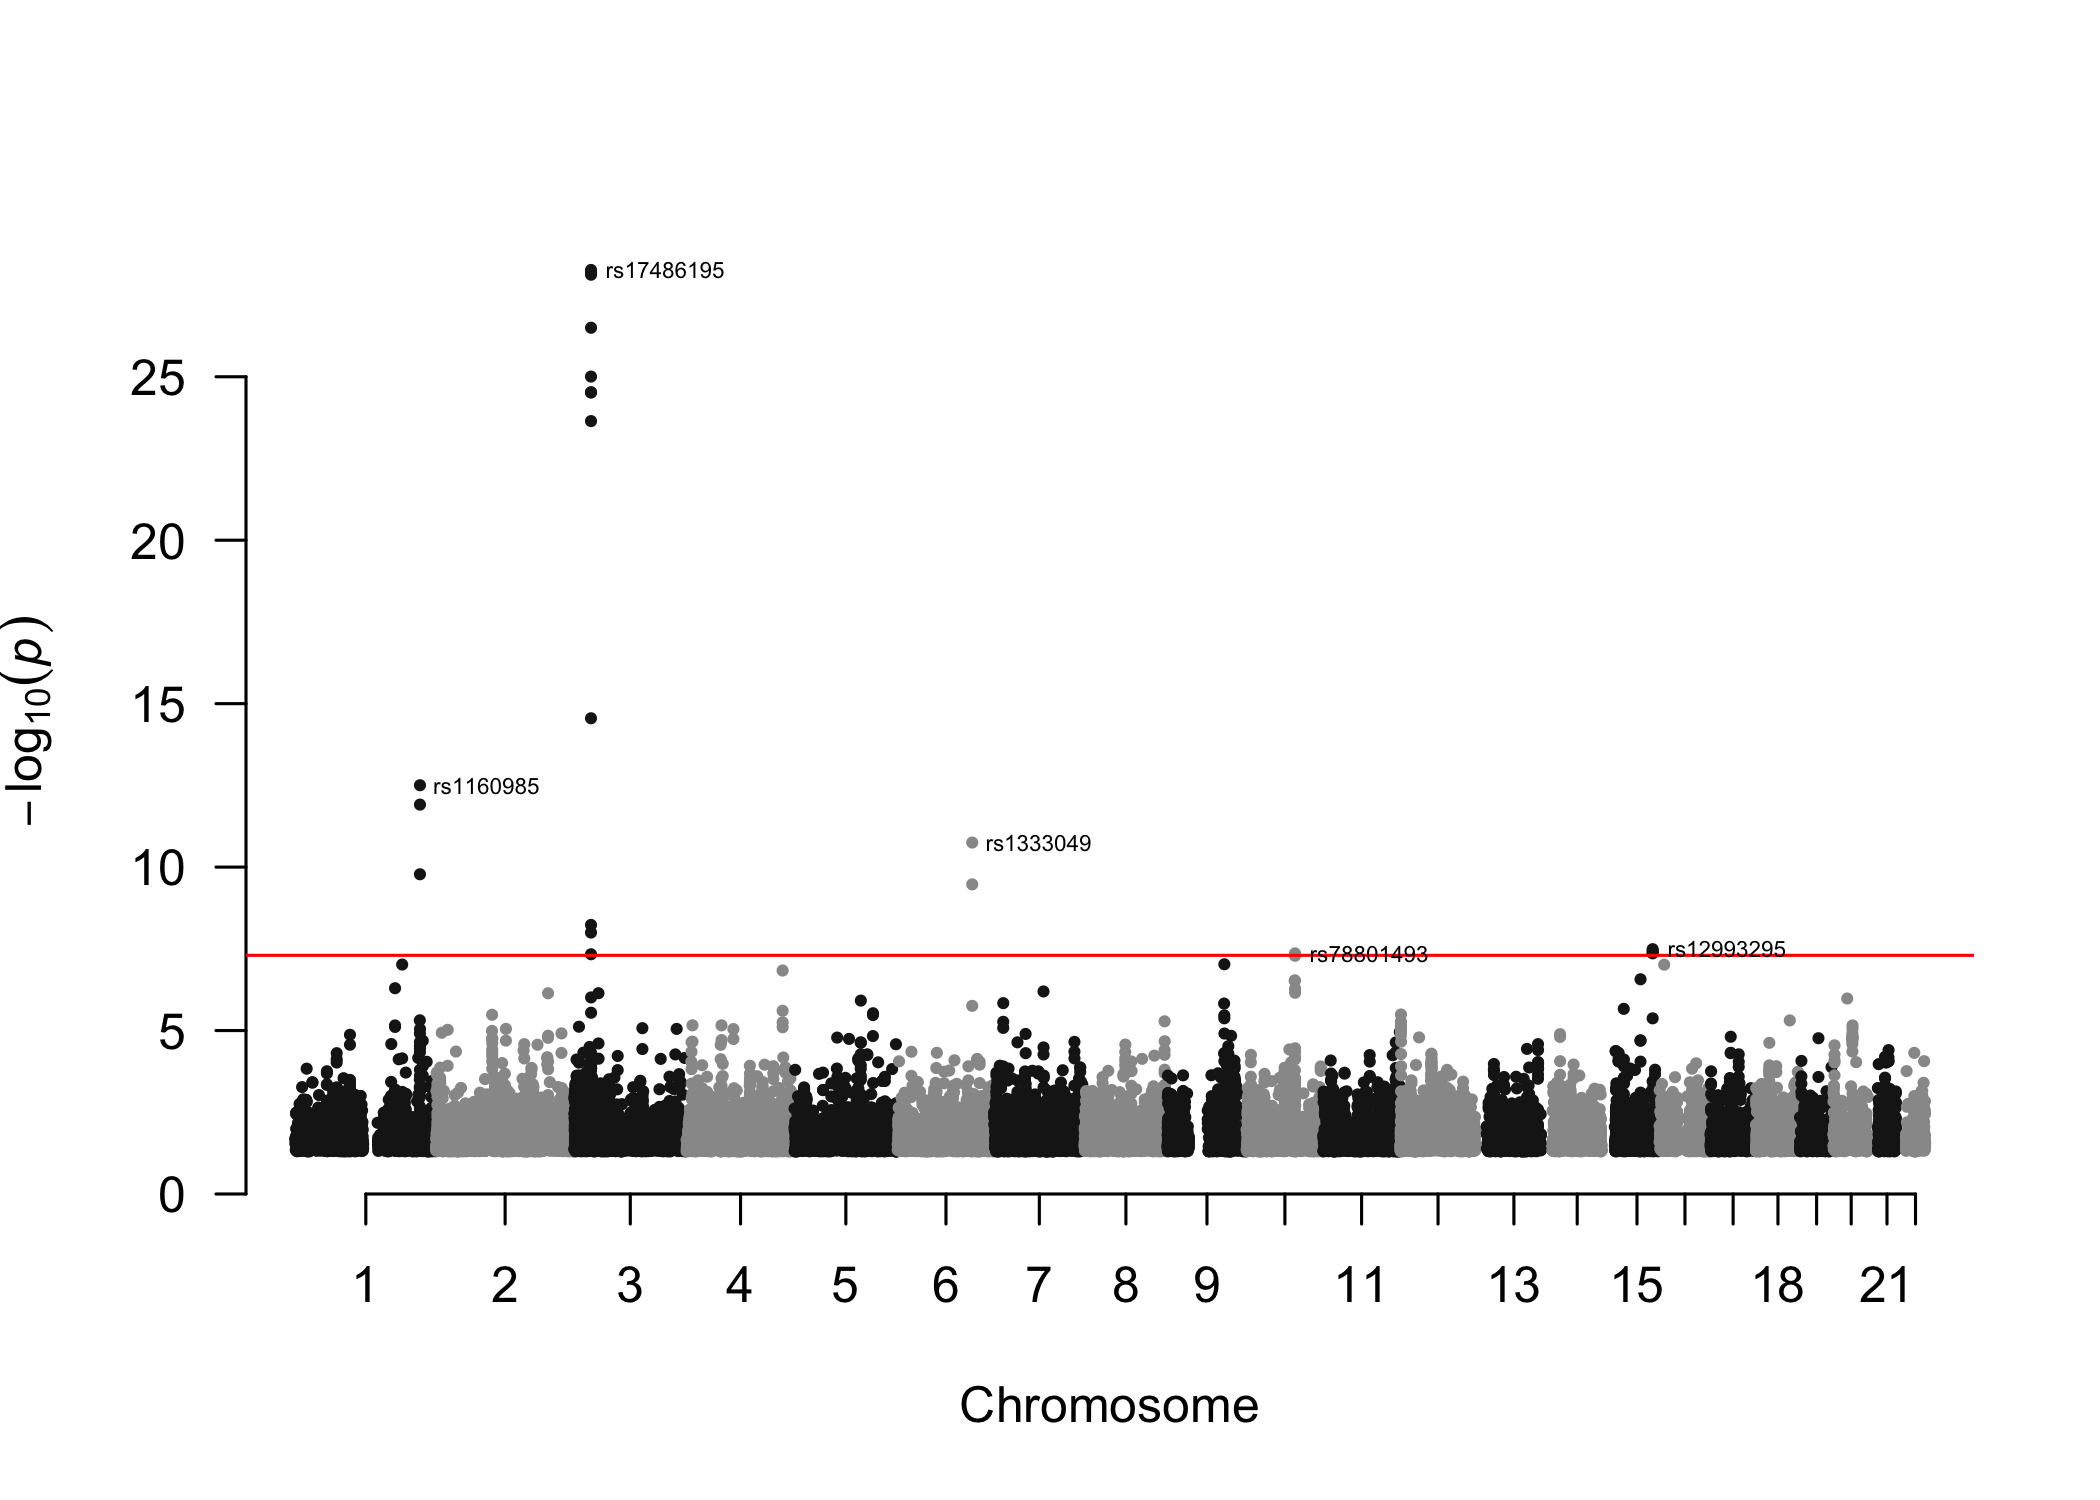 rs17486195
25
20
15
rs1160985
10
rs1333049
rs78801493
rs12993295
5
0
−log10(p)
1 2 3 4 5 6 7 8 9 11 13 15 18 21
Chromosome